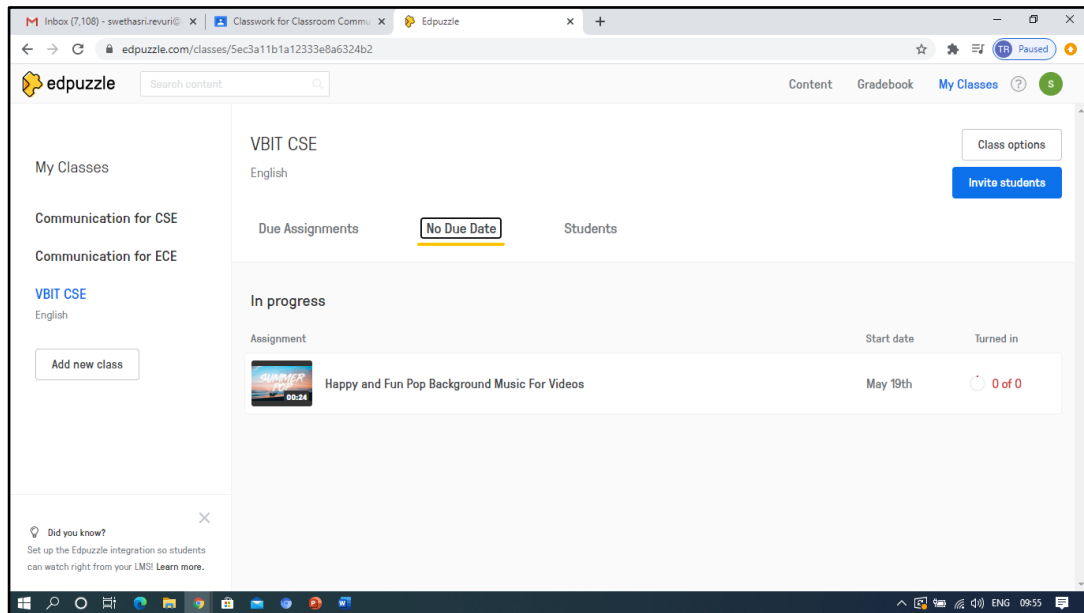 Inbox (7,108) - swethasri.revuri@
Classwork for Classroom Commu
Edpuzzle
edpuzzle.com/classes/5ec3a11b1a12333e8a6324b2
TR Paused
edpuzzle
Search content
Content Gradebook My Classes ? S
My Classes
Communication for CSE
Communication for ECE
VBIT CSE
English
Add new class
VBIT CSE
English
Class options
Invite students
Due Assignments No Due Date Students
In progress
Assignment Start date Turned in
SUMMER
POP
00:24
Happy and Fun Pop Background Music For Videos May 19th 0 of 0
Did you know?
Set up the Edpuzzle integration so students
can watch right from your LMS! Learn more.
ENG 09:55